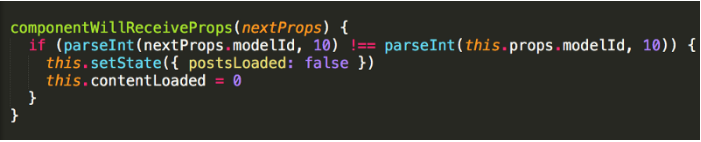 componentWillReceiveProps(nextProps) {
  if (parseInt(nextProps.modelId, 10) !== parseInt(this.props.modelId, 10)) {
    this.setState({ postsLoaded: false })
    this.contentLoaded = 0
  }
}